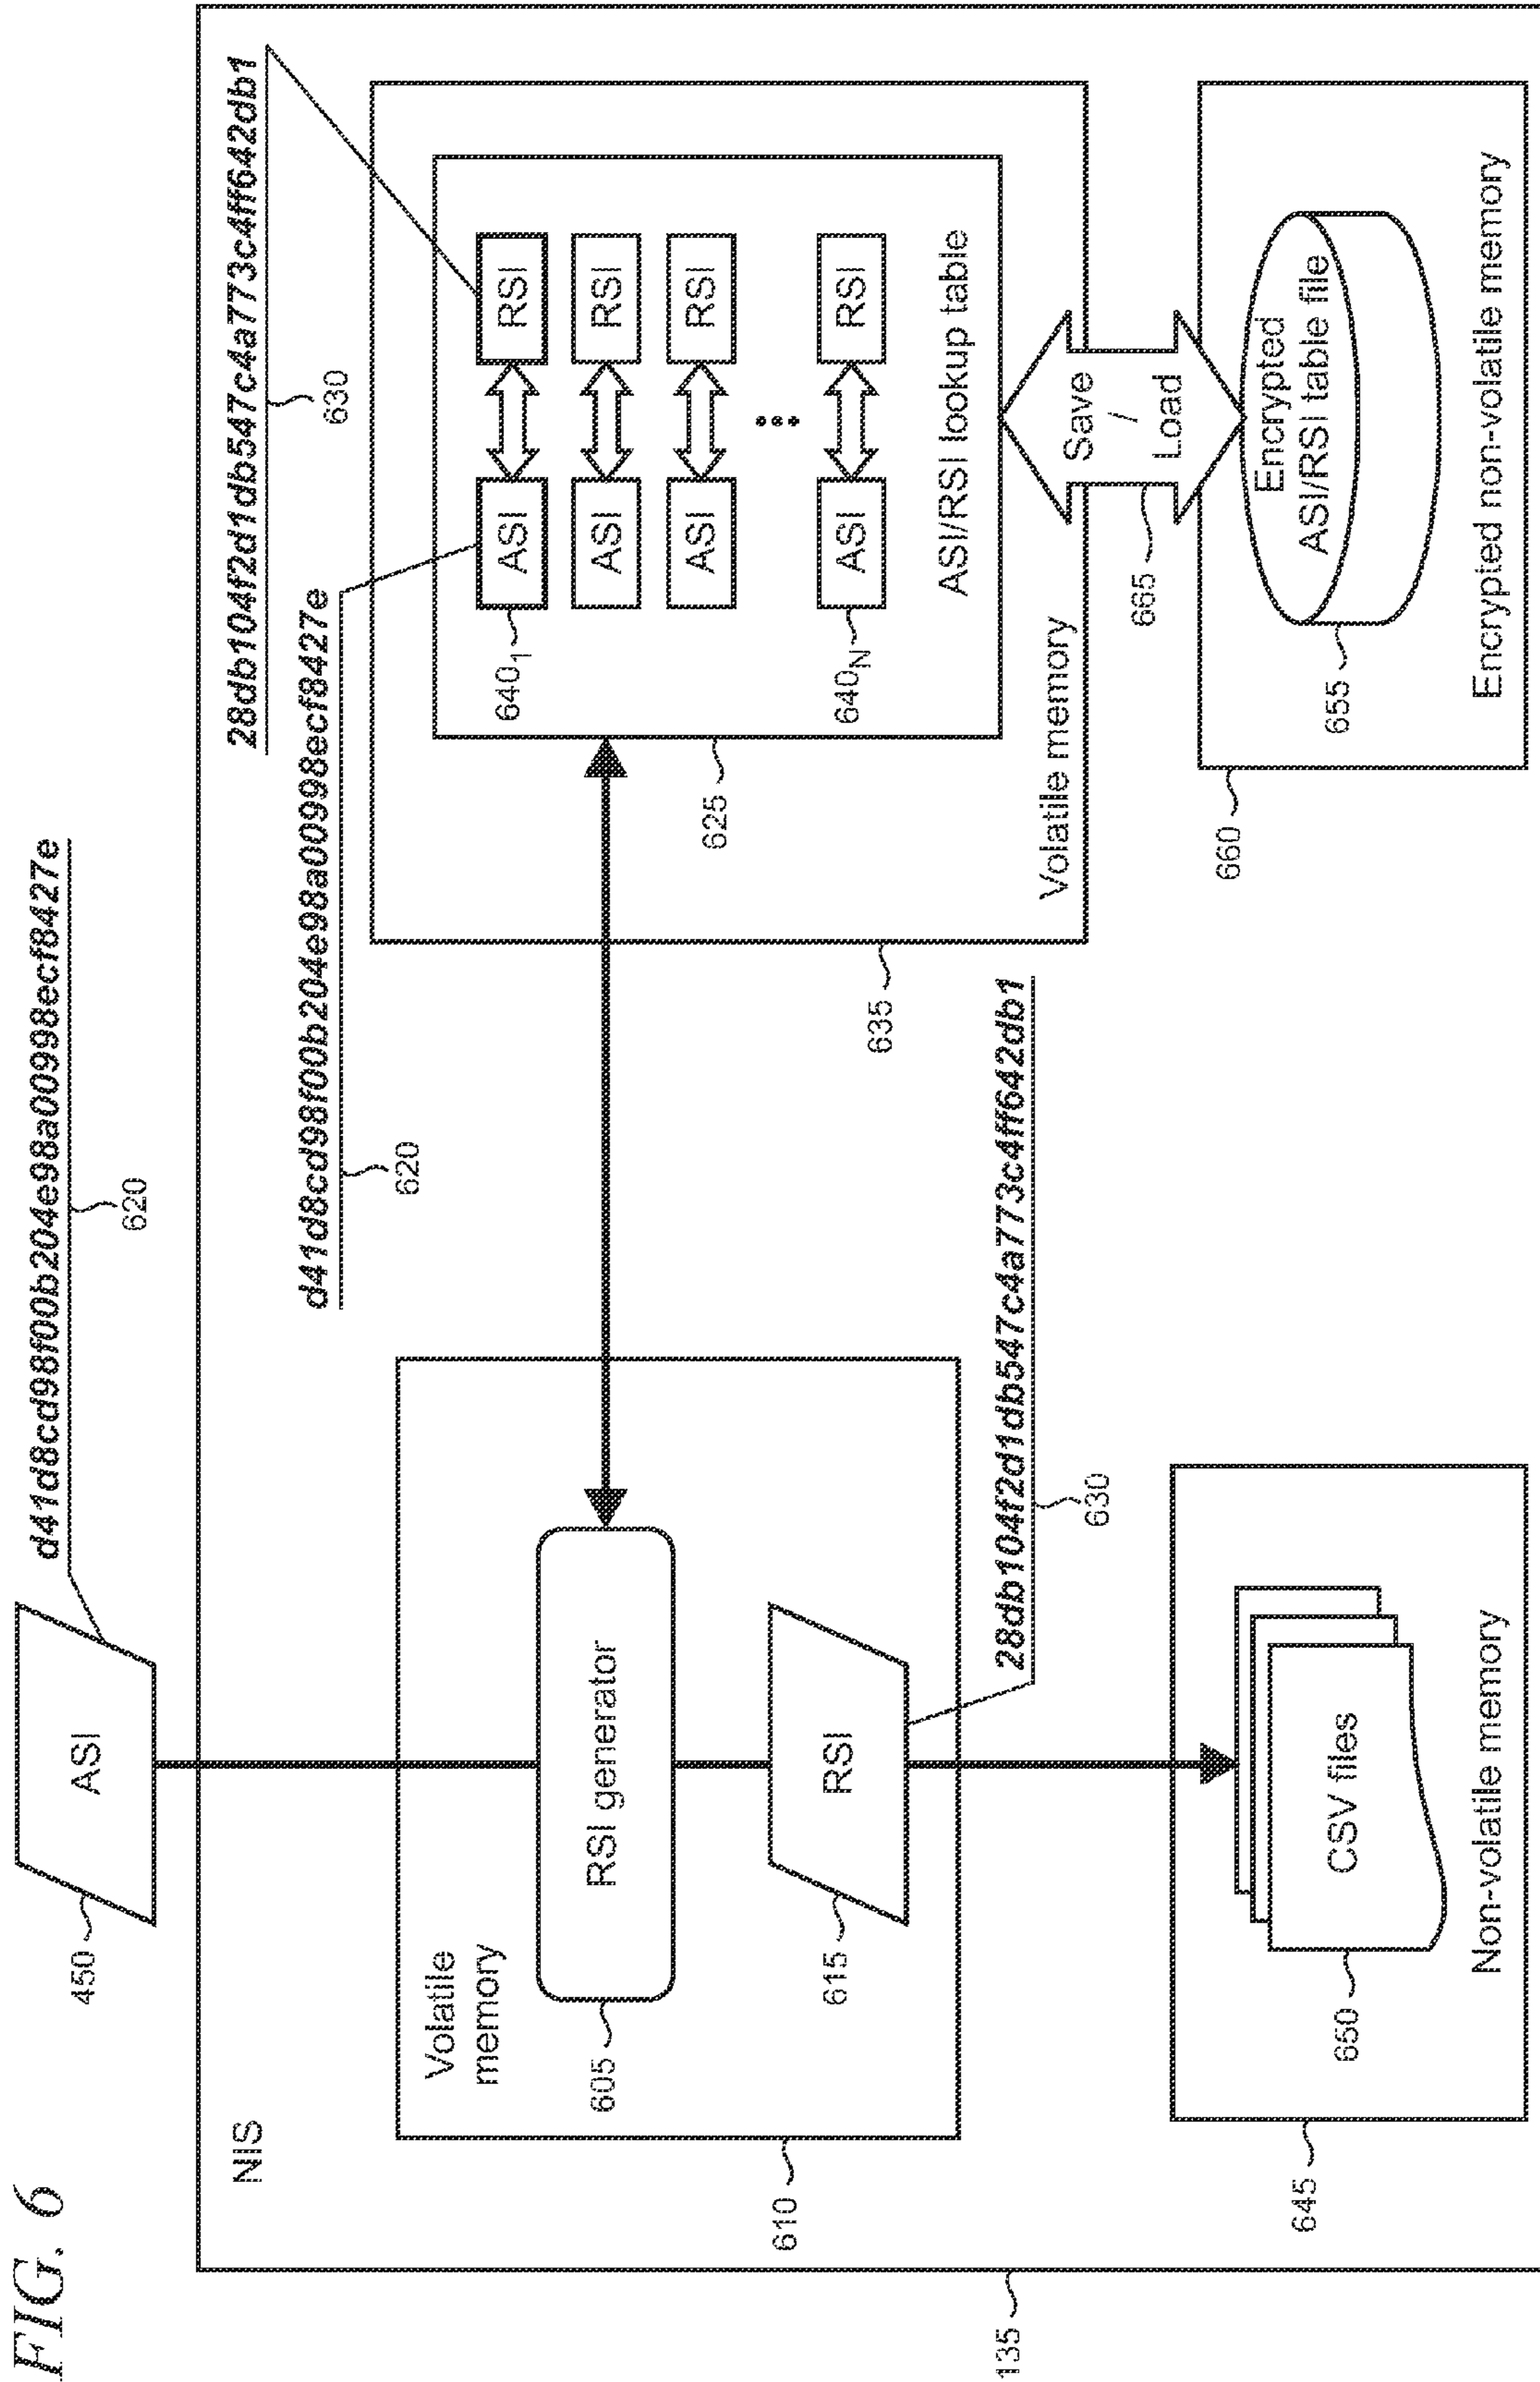 FIG. 6
450
ASI
d41d8cd98f00b204e98a00998ecf8427e
620
135
NIS
610
Volatile
memory
605
RSI generator
615
RSI
28db104f2d1db547c4a773c4ff642db1
630
d41d8cd98f00b204e98a00998ecf8427e
620
28db104f2d1db547c4a773c4ff642db1
630
635
Volatile memory
625
640₁
ASI
RSI
ASI
RSI
ASI
RSI
...
640N
ASI
RSI
ASI/RSI lookup table
665
Save
/
Load
645
650
CSV files
Non-volatile memory
660
655
Encrypted
ASI/RSI table file
Encrypted non-volatile memory